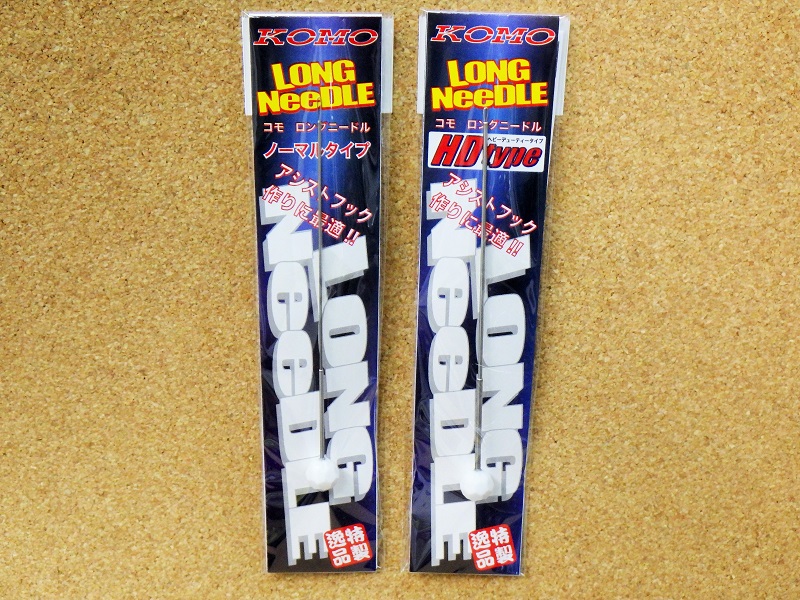 KOMO
LONG
NeeDLE
コモ ロングニードル
ノーマルタイプ
アシストフック
作りに最適!!
LONG
NeeDLE
特製
逸品
KOMO
LONG
NeeDLE
コモ ロングニードル
ヘビーデューティータイプ
HDtype
アシストフック
作りに最適!!
LONG
NeeDLE
特製
逸品